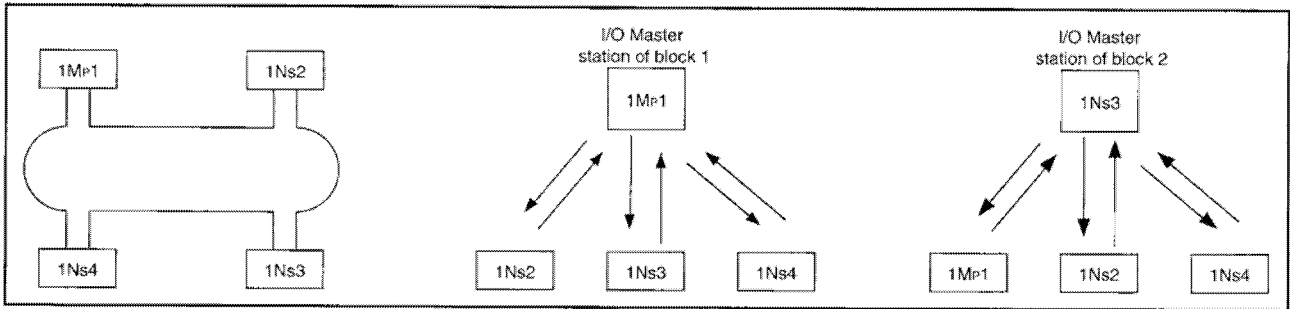 1MP1
1Ns2
1Ns4
1Ns3
I/O Master
station of block 1
1MP1
1Ns2
1Ns3
1Ns4
I/O Master
station of block 2
1Ns3
1MP1
1Ns2
1Ns4